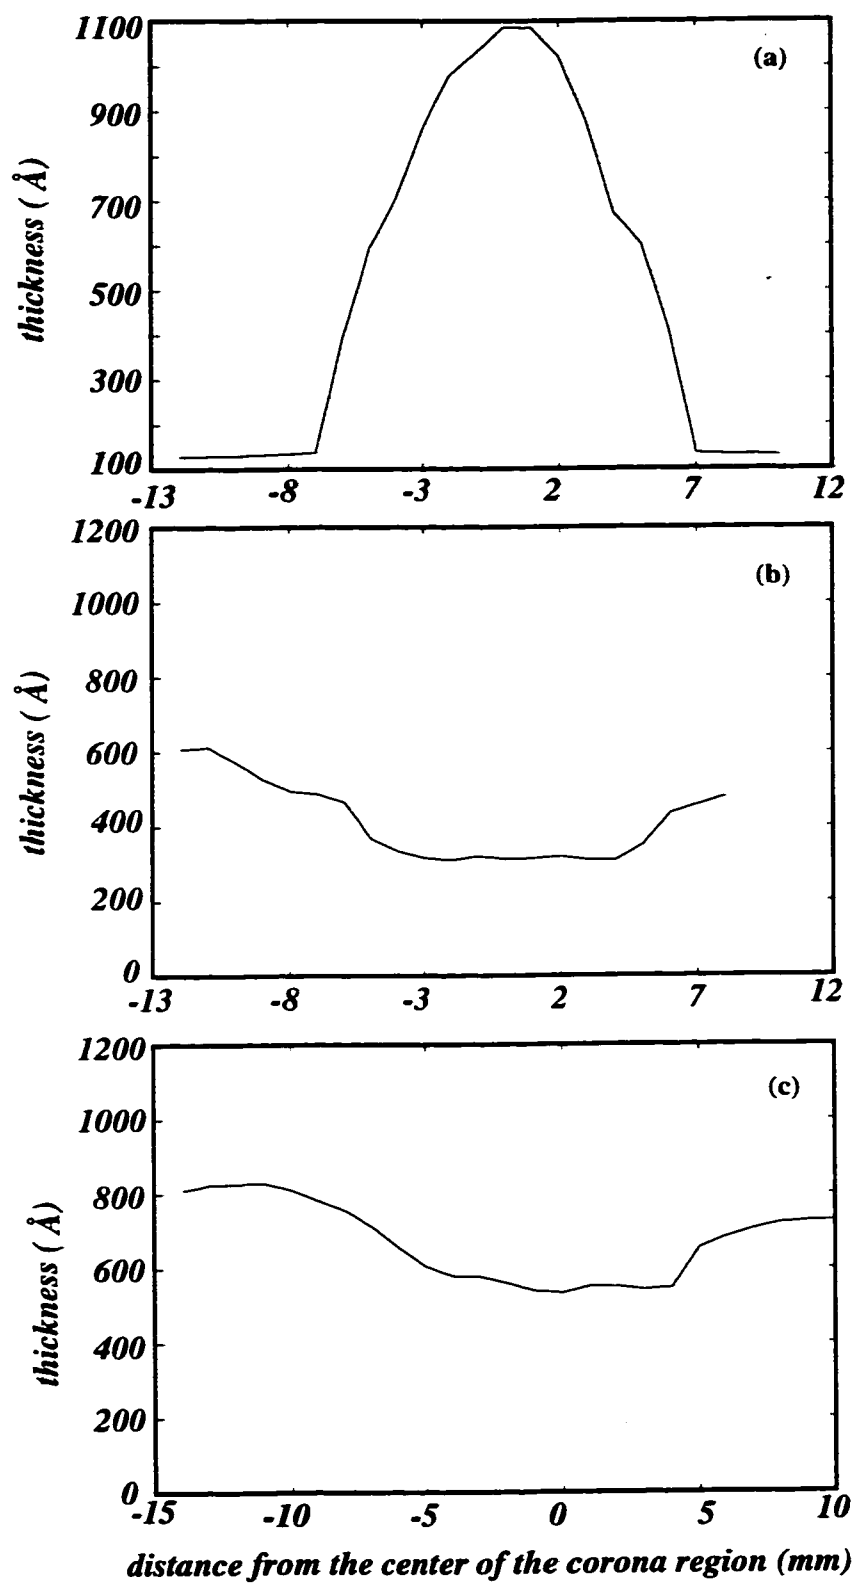 1100
900
700
500
300
100
thickness ( Å)
(a)
-13 -8 -3 2 7 12
1200
1000
800
600
400
200
0
thickness ( Å)
(b)
-13 -8 -3 2 7 12
1200
1000
800
600
400
200
0
thickness ( Å)
(c)
-15 -10 -5 0 5 10
distance from the center of the corona region (mm)